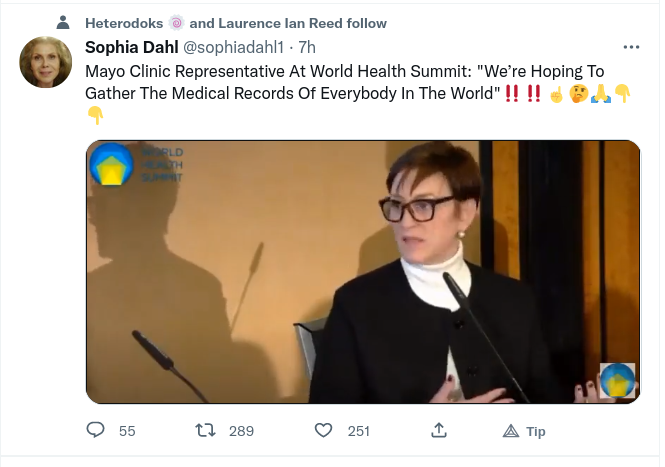 Heterodoks 🍥 and Laurence Ian Reed follow
Sophia Dahl @sophiadahl1 · 7h
Mayo Clinic Representative At World Health Summit: "We’re Hoping To
Gather The Medical Records Of Everybody In The World"‼️ ‼️ ☝️🤔🙏👇
👇
WORLD
HEALTH
SUMMIT
55 289 251 Tip